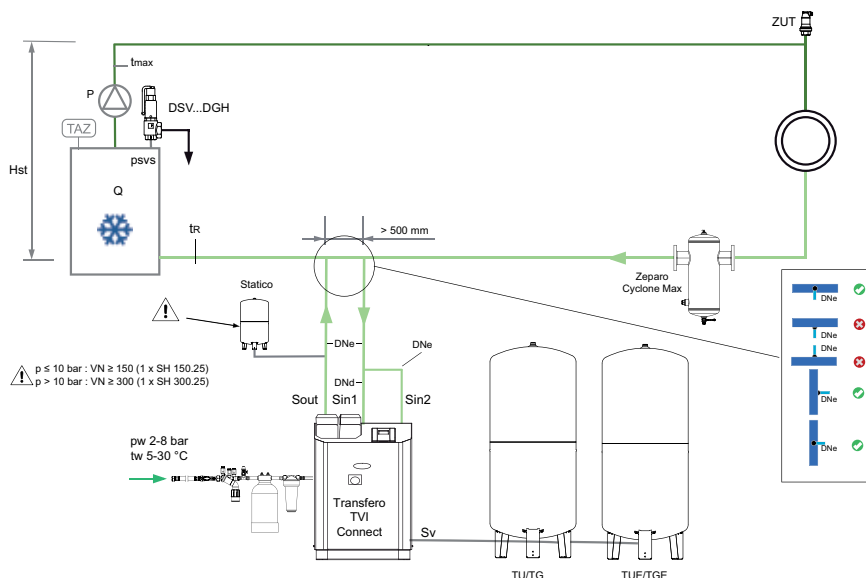 ZUT
tmax
P
DSV...DGH
TAZ
psvs
Hst
Q
tR
> 500 mm
Zeparo
Cyclone Max
Statico
DNe
DNe
DNe
DNe
DNe
DNe
DNd
p ≤ 10 bar : VN ≥ 150 (1 x SH 150.25)
p > 10 bar : VN ≥ 300 (1 x SH 300.25)
Sout
Sin1
Sin2
pw 2-8 bar
tw 5-30 °C
Transfero
TVI
Connect
Sv
TU/TG
TUE/TGE